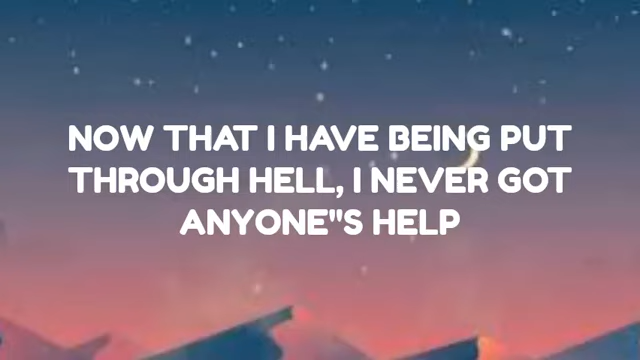 NOW THAT I HAVE BEING PUT
THROUGH HELL, I NEVER GOT
ANYONE"S HELP